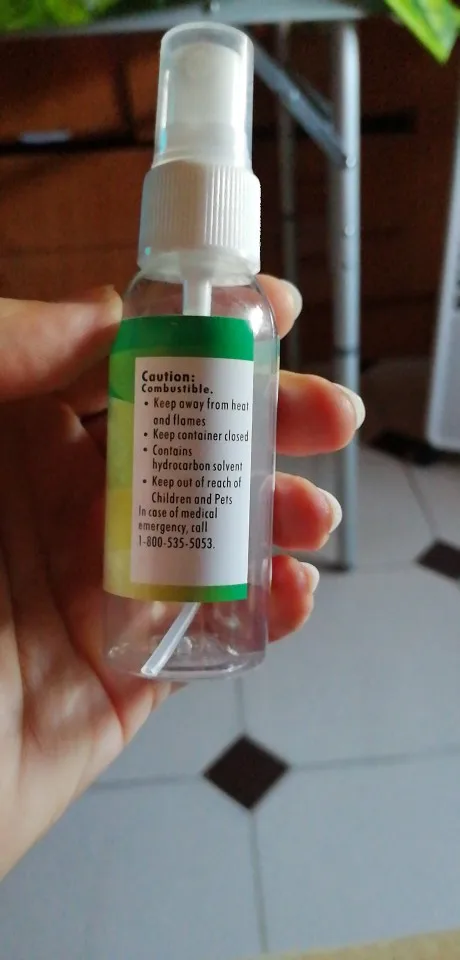 Caution:
Combustible.
• Keep away from heat
and flames
• Keep container closed
• Contains
hydrocarbon solvent
• Keep out of reach of
Children and Pets
In case of medical
emergency, call
1-800-535-5053.